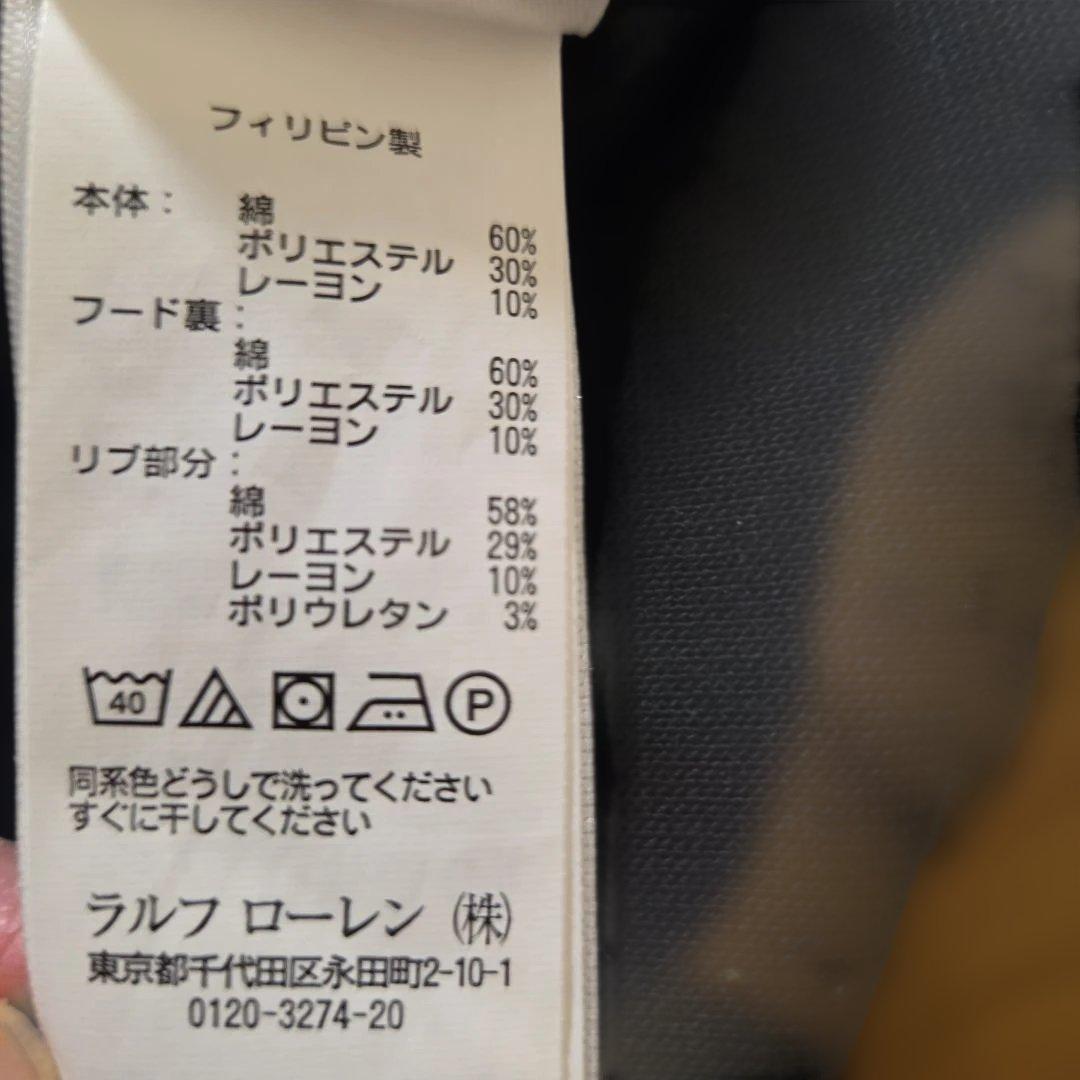 フィリピン製
本体： 綿 60%
ポリエステル 30%
レーヨン 10%
フード裏：
綿 60%
ポリエステル 30%
レーヨン 10%
リブ部分：
綿 58%
ポリエステル 29%
レーヨン 10%
ポリウレタン 3%
40 P
同系色どうしで洗ってください
すぐに干してください
ラルフ ローレン （株）
東京都千代田区永田町2-10-1
0120-3274-20